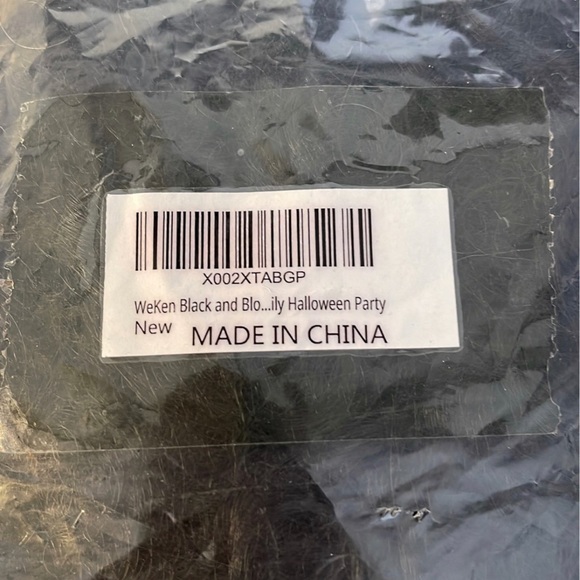 X002XTABGP
WeKen Black and Blo...ily Halloween Party
New MADE IN CHINA